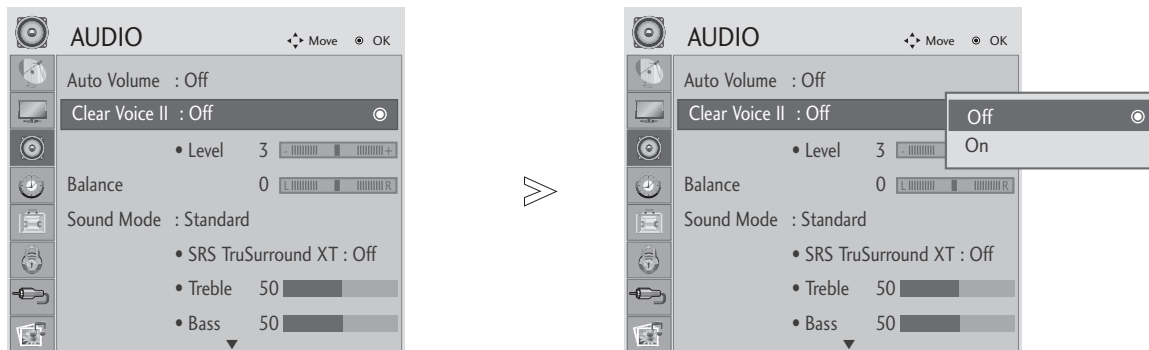 AUDIO Move OK
Auto Volume : Off
Clear Voice II : Off
• Level 3 - +
Balance 0 L R
Sound Mode : Standard
• SRS TruSurround XT : Off
• Treble 50
• Bass 50
AUDIO Move OK
Auto Volume : Off
Clear Voice II : Off
Off
On
• Level 3 -
Balance 0 L R
Sound Mode : Standard
• SRS TruSurround XT : Off
• Treble 50
• Bass 50